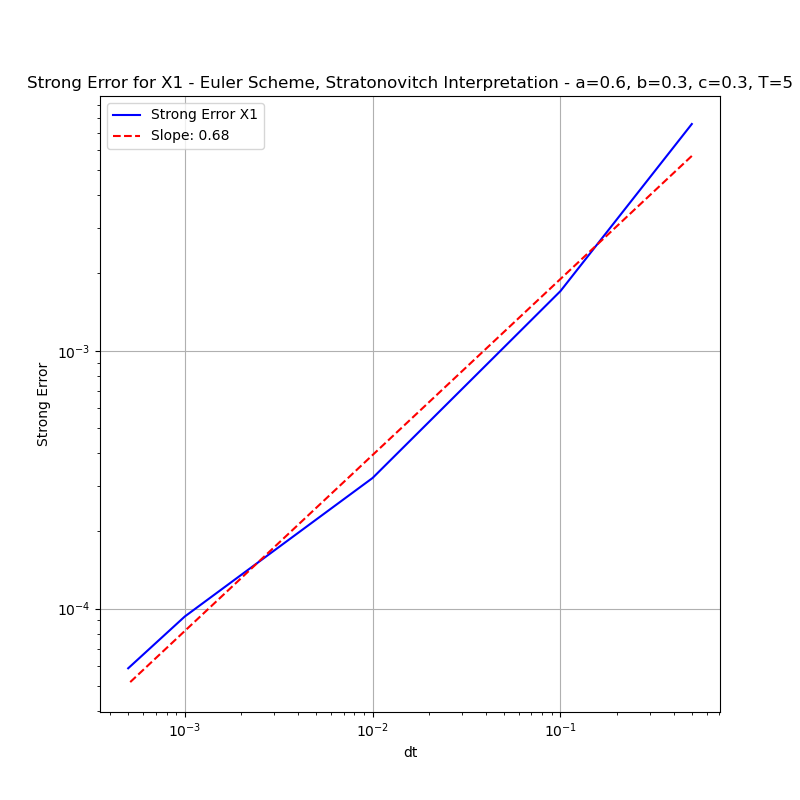 Strong Error for X1 - Euler Scheme, Stratonovitch Interpretation - a=0.6, b=0.3, c=0.3, T=5
Strong Error X1
Slope: 0.68
Strong Error
10⁻³
10⁻⁴
10⁻³ 10⁻² 10⁻¹
dt